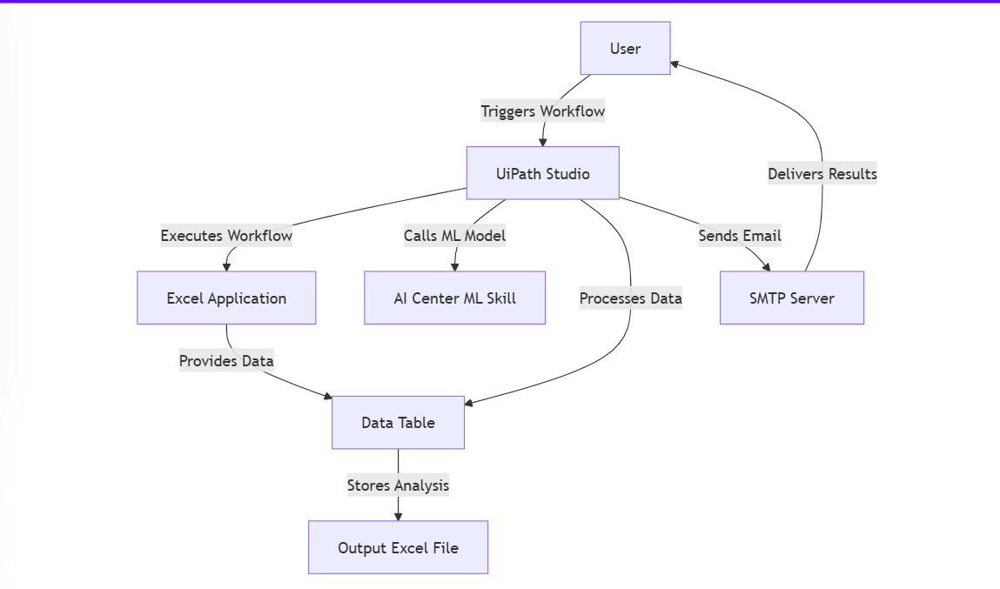 User
Triggers Workflow
UiPath Studio
Delivers Results
Executes Workflow
Calls ML Model
Sends Email
Excel Application
AI Center ML Skill
Processes Data
SMTP Server
Provides Data
Data Table
Stores Analysis
Output Excel File